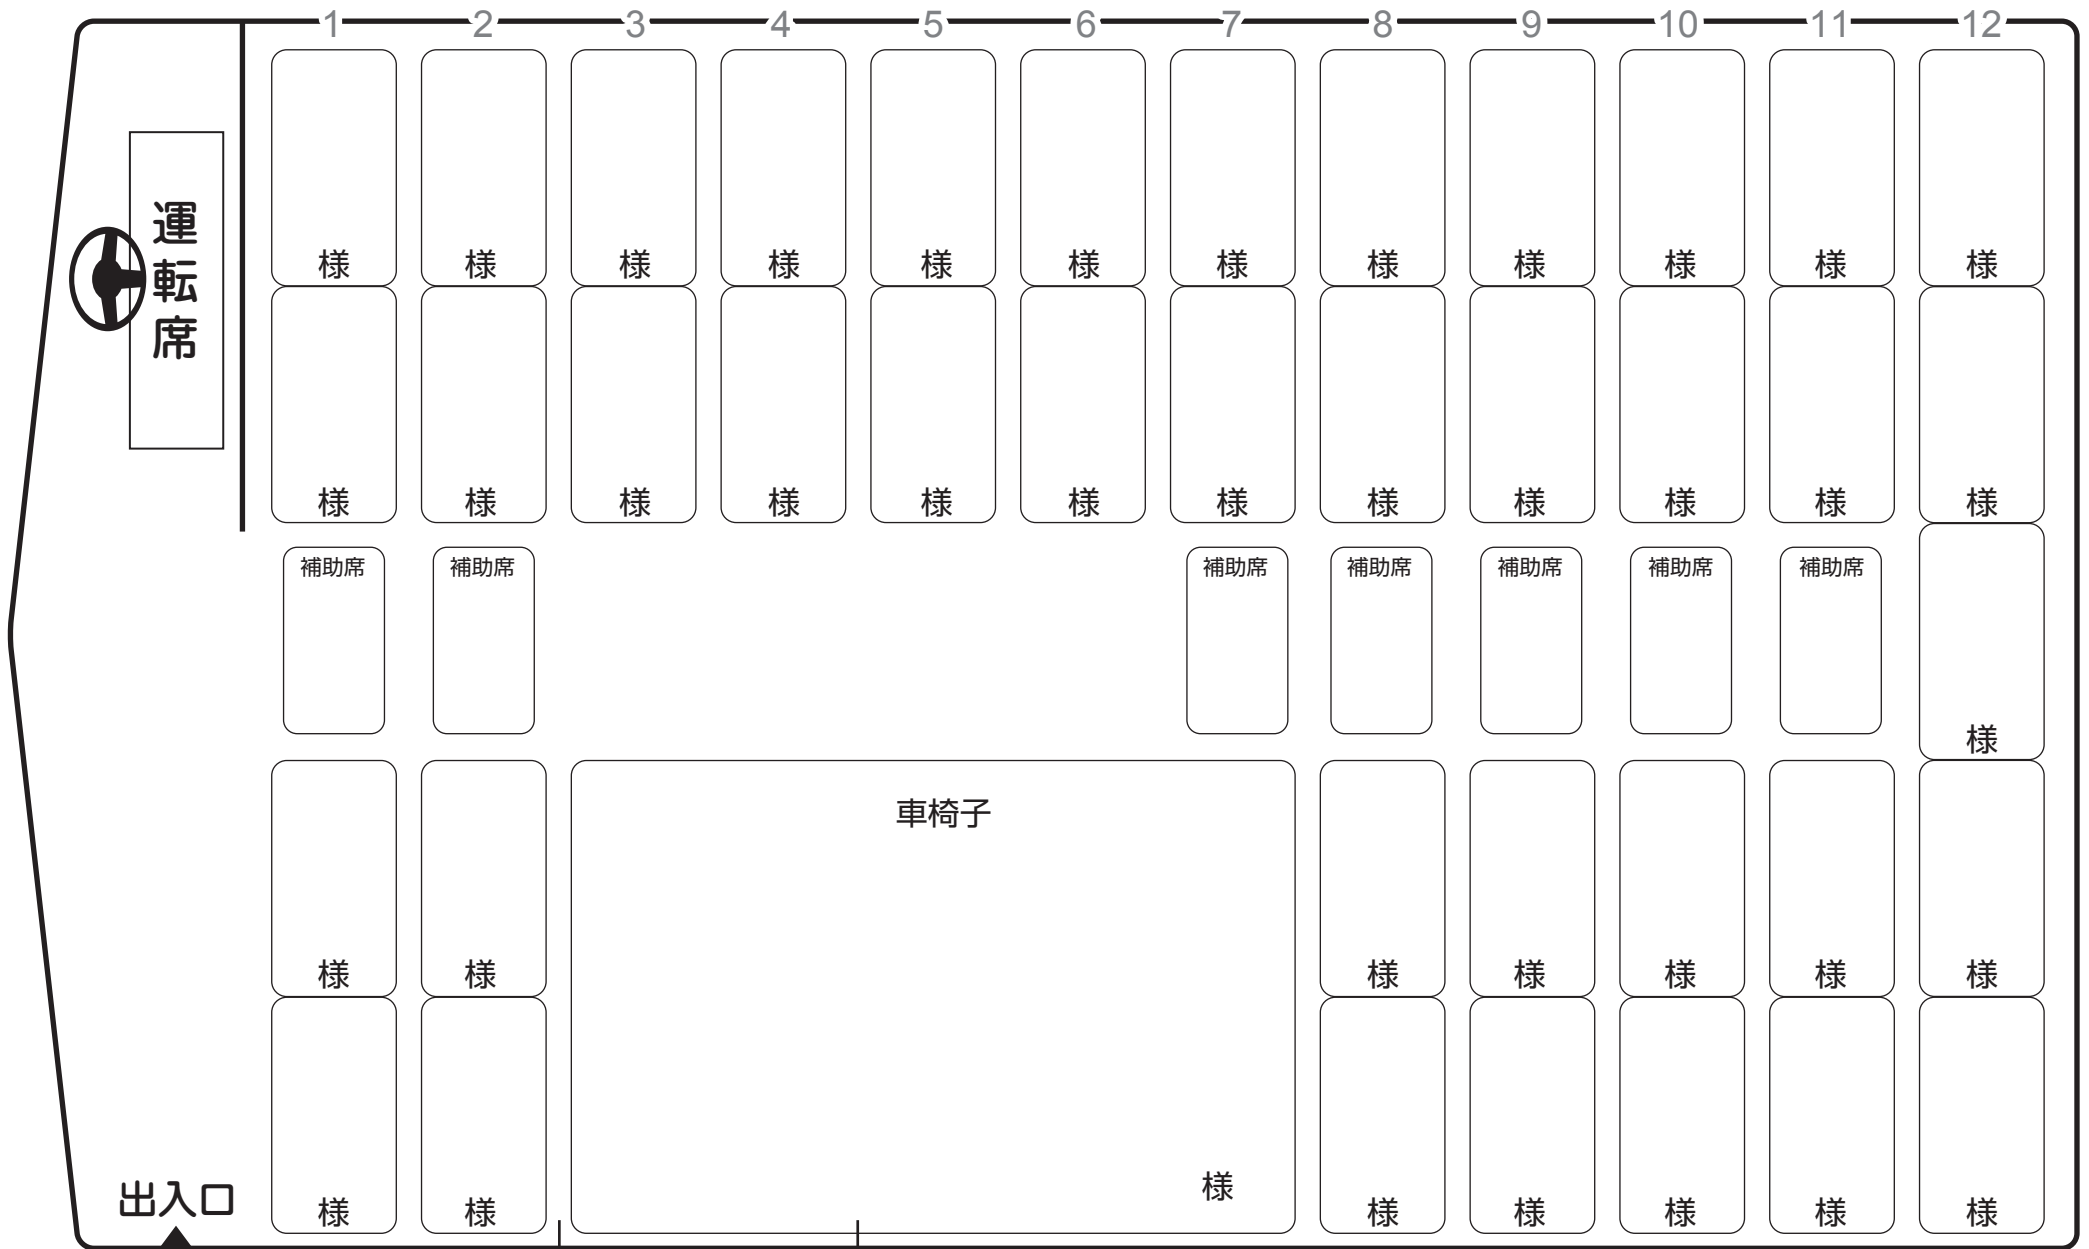 1 2 3 4 5 6 7 8 9 10 11 12
運転席
様 様 様 様 様 様 様 様 様 様 様 様
様 様 様 様 様 様 様 様 様 様 様 様
補助席 補助席 補助席 補助席 補助席 補助席 補助席
様
車椅子
様 様 様 様 様 様 様
様
出入口
様 様 様 様 様 様 様